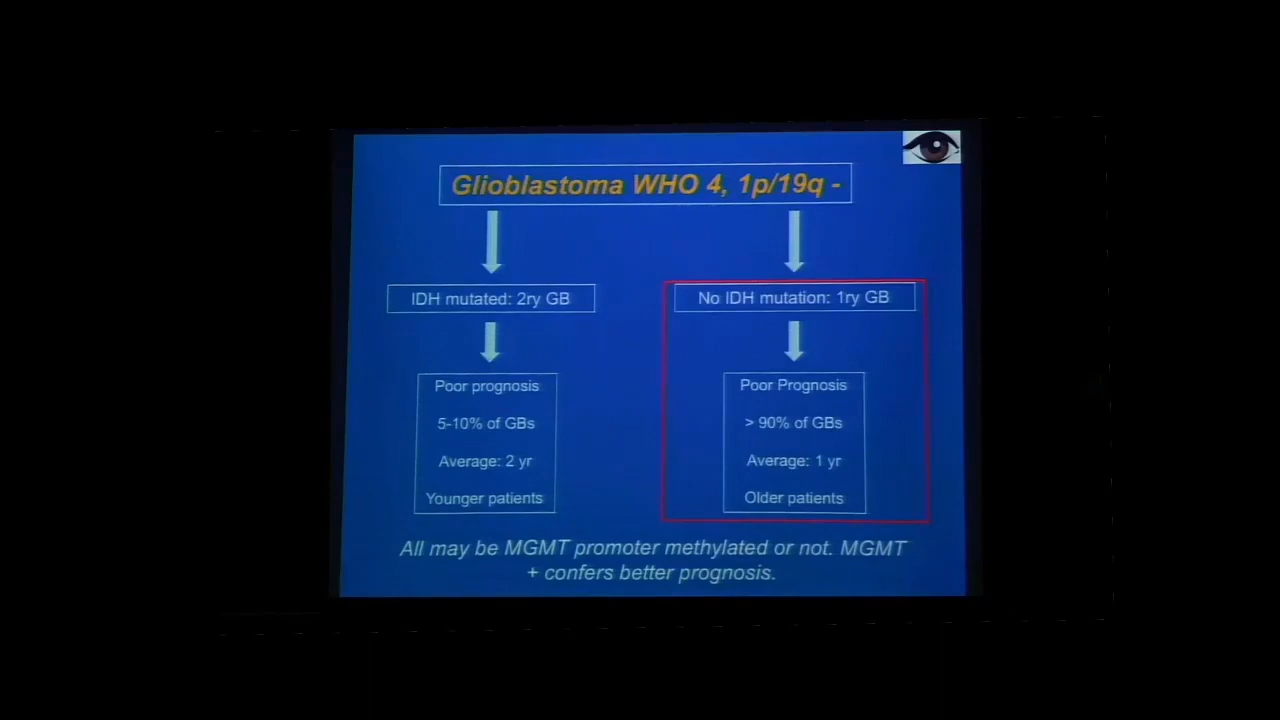 Glioblastoma WHO 4, 1p/19q -
IDH mutated: 2ry GB
No IDH mutation: 1ry GB
Poor prognosis
5-10% of GBs
Average: 2 yr
Younger patients
Poor Prognosis
> 90% of GBs
Average: 1 yr
Older patients
All may be MGMT promoter methylated or not. MGMT
+ confers better prognosis.